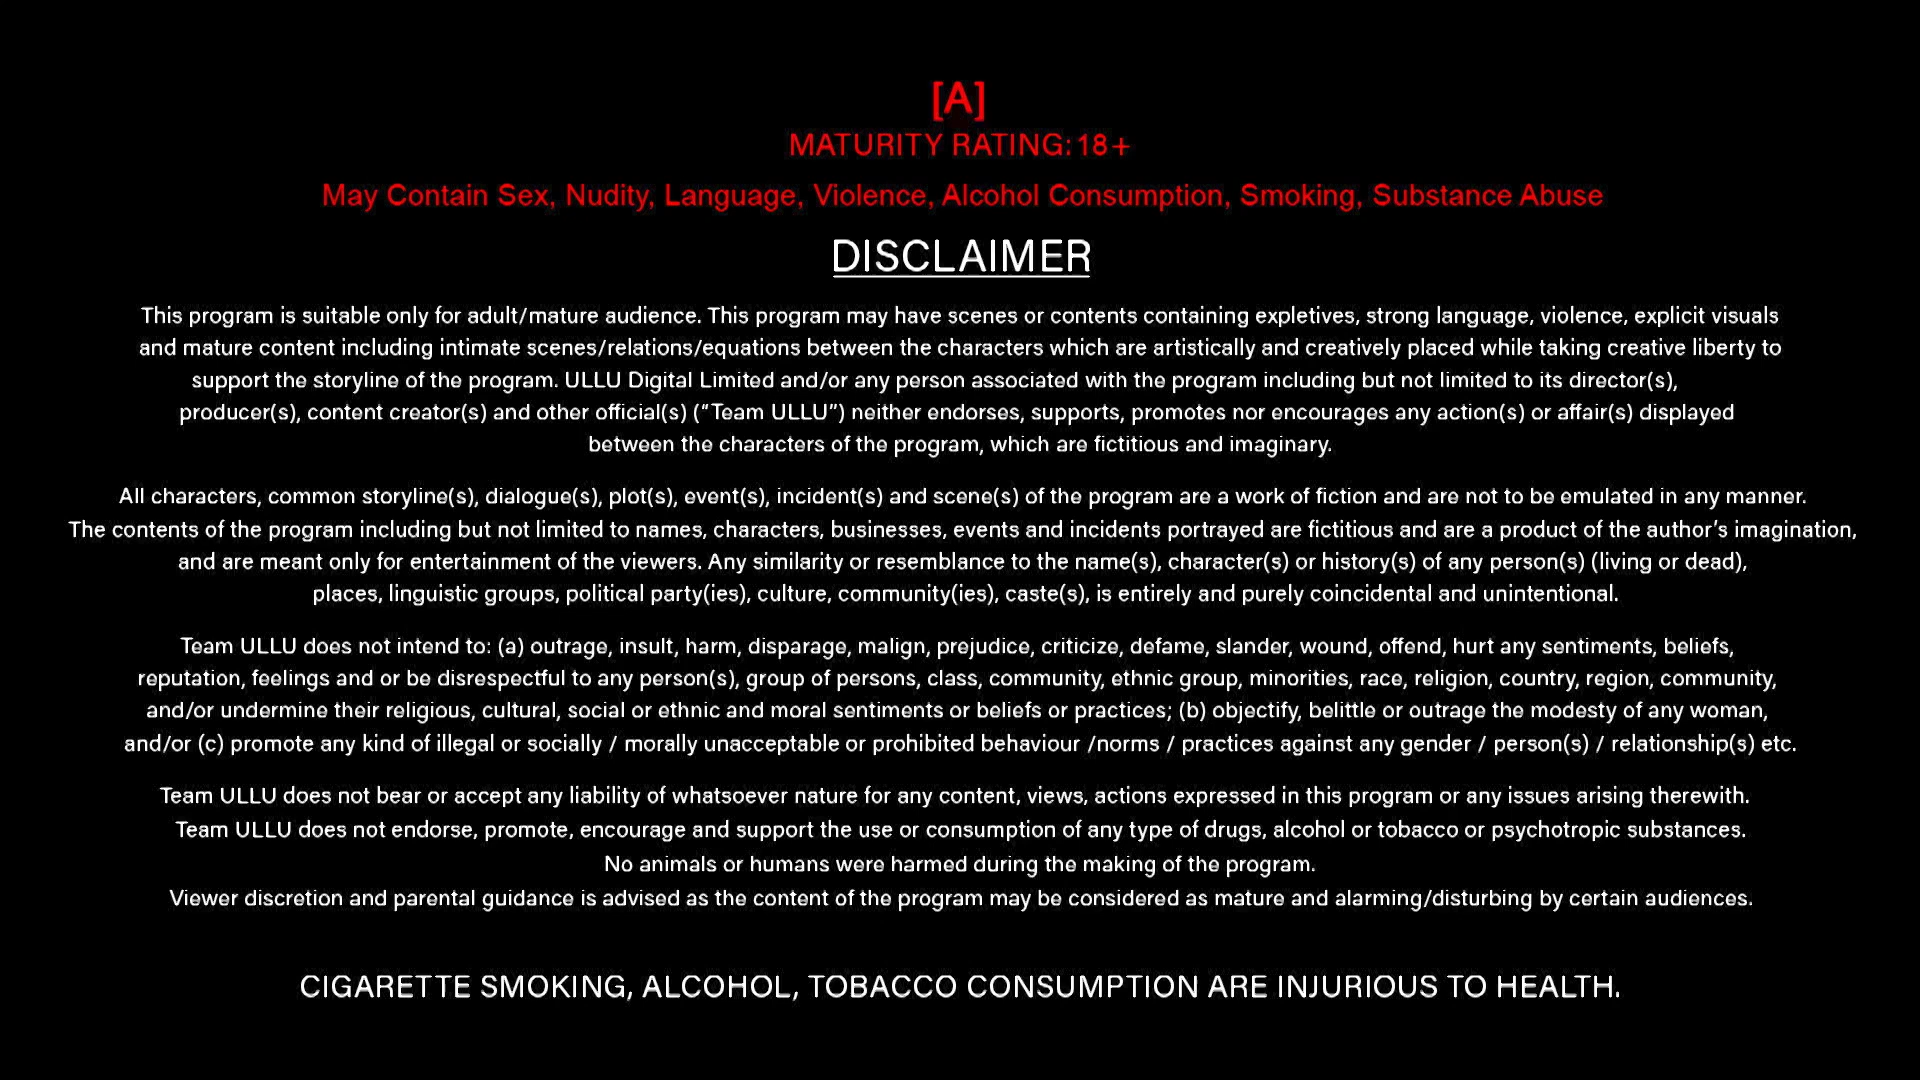 [A]
MATURITY RATING:18+
May Contain Sex, Nudity, Language, Violence, Alcohol Consumption, Smoking, Substance Abuse
DISCLAIMER
This program is suitable only for adult/mature audience. This program may have scenes or contents containing expletives, strong language, violence, explicit visuals
and mature content including intimate scenes/relations/equations between the characters which are artistically and creatively placed while taking creative liberty to
support the storyline of the program. ULLU Digital Limited and/or any person associated with the program including but not limited to its director(s),
producer(s), content creator(s) and other official(s) (“Team ULLU”) neither endorses, supports, promotes nor encourages any action(s) or affair(s) displayed
between the characters of the program, which are fictitious and imaginary.
All characters, common storyline(s), dialogue(s), plot(s), event(s), incident(s) and scene(s) of the program are a work of fiction and are not to be emulated in any manner.
The contents of the program including but not limited to names, characters, businesses, events and incidents portrayed are fictitious and are a product of the author’s imagination,
and are meant only for entertainment of the viewers. Any similarity or resemblance to the name(s), character(s) or history(s) of any person(s) (living or dead),
places, linguistic groups, political party(ies), culture, community(ies), caste(s), is entirely and purely coincidental and unintentional.
Team ULLU does not intend to: (a) outrage, insult, harm, disparage, malign, prejudice, criticize, defame, slander, wound, offend, hurt any sentiments, beliefs,
reputation, feelings and or be disrespectful to any person(s), group of persons, class, community, ethnic group, minorities, race, religion, country, region, community,
and/or undermine their religious, cultural, social or ethnic and moral sentiments or beliefs or practices; (b) objectify, belittle or outrage the modesty of any woman,
and/or (c) promote any kind of illegal or socially / morally unacceptable or prohibited behaviour /norms / practices against any gender / person(s) / relationship(s) etc.
Team ULLU does not bear or accept any liability of whatsoever nature for any content, views, actions expressed in this program or any issues arising therewith.
Team ULLU does not endorse, promote, encourage and support the use or consumption of any type of drugs, alcohol or tobacco or psychotropic substances.
No animals or humans were harmed during the making of the program.
Viewer discretion and parental guidance is advised as the content of the program may be considered as mature and alarming/disturbing by certain audiences.
CIGARETTE SMOKING, ALCOHOL, TOBACCO CONSUMPTION ARE INJURIOUS TO HEALTH.